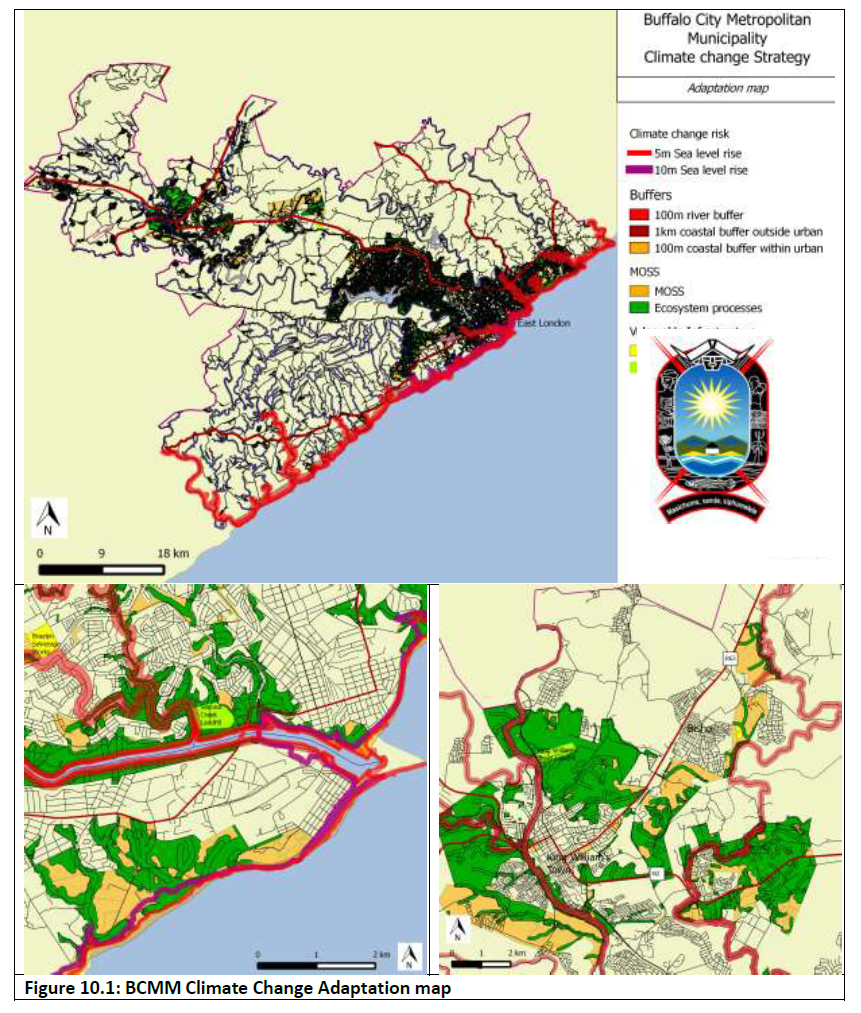 Buffalo City Metropolitan
Municipality
Climate change Strategy
Adaptation map
Climate change risk
5m Sea level rise
10m Sea level rise
Buffers
100m river buffer
1km coastal buffer outside urban
100m coastal buffer within urban
MOSS
MOSS
Ecosystem processes
East London
N
0 9 18 km
Creek
R63
Bisho
King William's
Town
N2
N
0 1 2 km
N
0 1 2 km
Figure 10.1: BCMM Climate Change Adaptation map